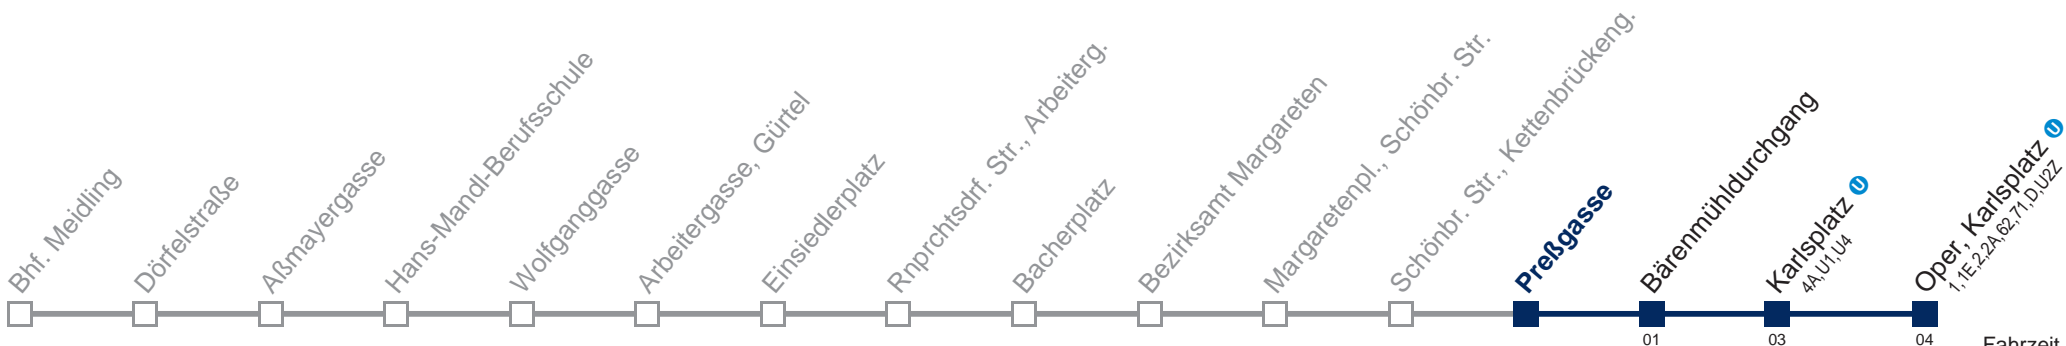 Bhf. Meidling
Dörfelstraße
Aßmayergasse
Hans-Mandl-Berufsschule
Wolfganggasse
Arbeitergasse, Gürtel
Einsiedlerplatz
Rnprchtsdrf. Str., Arbeiterg.
Bacherplatz
Bezirksamt Margareten
Margaretenpl., Schönbr. Str.
Schönbr. Str., Kettenbrückeng.
Preßgasse
Bärenmühldurchgang
Karlsplatz U
4A,U1,U4
Oper, Karlsplatz U
1,1E,2,2A,62,71,D,U2Z
01
03
04
Fahrzeit